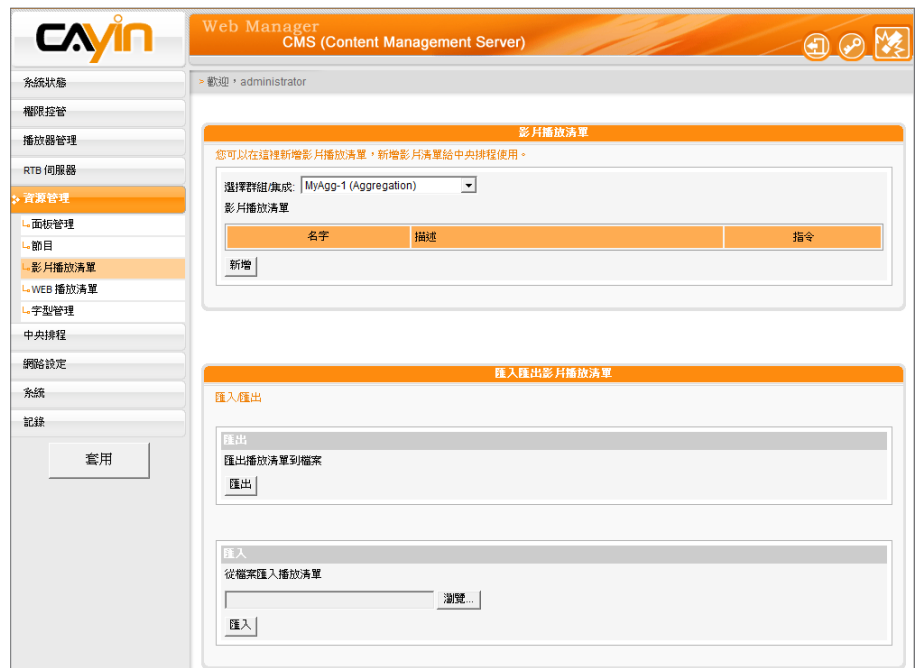 CAYIN
Web Manager
CMS (Content Management Server)
系統狀態
權限控管
播放器管理
RTB 伺服器
資源管理
面板管理
節目
影片播放清單
WEB 播放清單
字型管理
中央排程
網路設定
系統
記錄
套用
> 歡迎，administrator
影片播放清單
您可以在這裡新增影片播放清單，新增影片清單給中央排程使用。
選擇群組/集成: MyAgg-1 (Aggregation)
影片播放清單
名字 描述 指令
新增
匯入匯出影片播放清單
匯入/匯出
匯出
匯出播放清單到檔案
匯出
匯入
從檔案匯入播放清單
瀏覽...
匯入